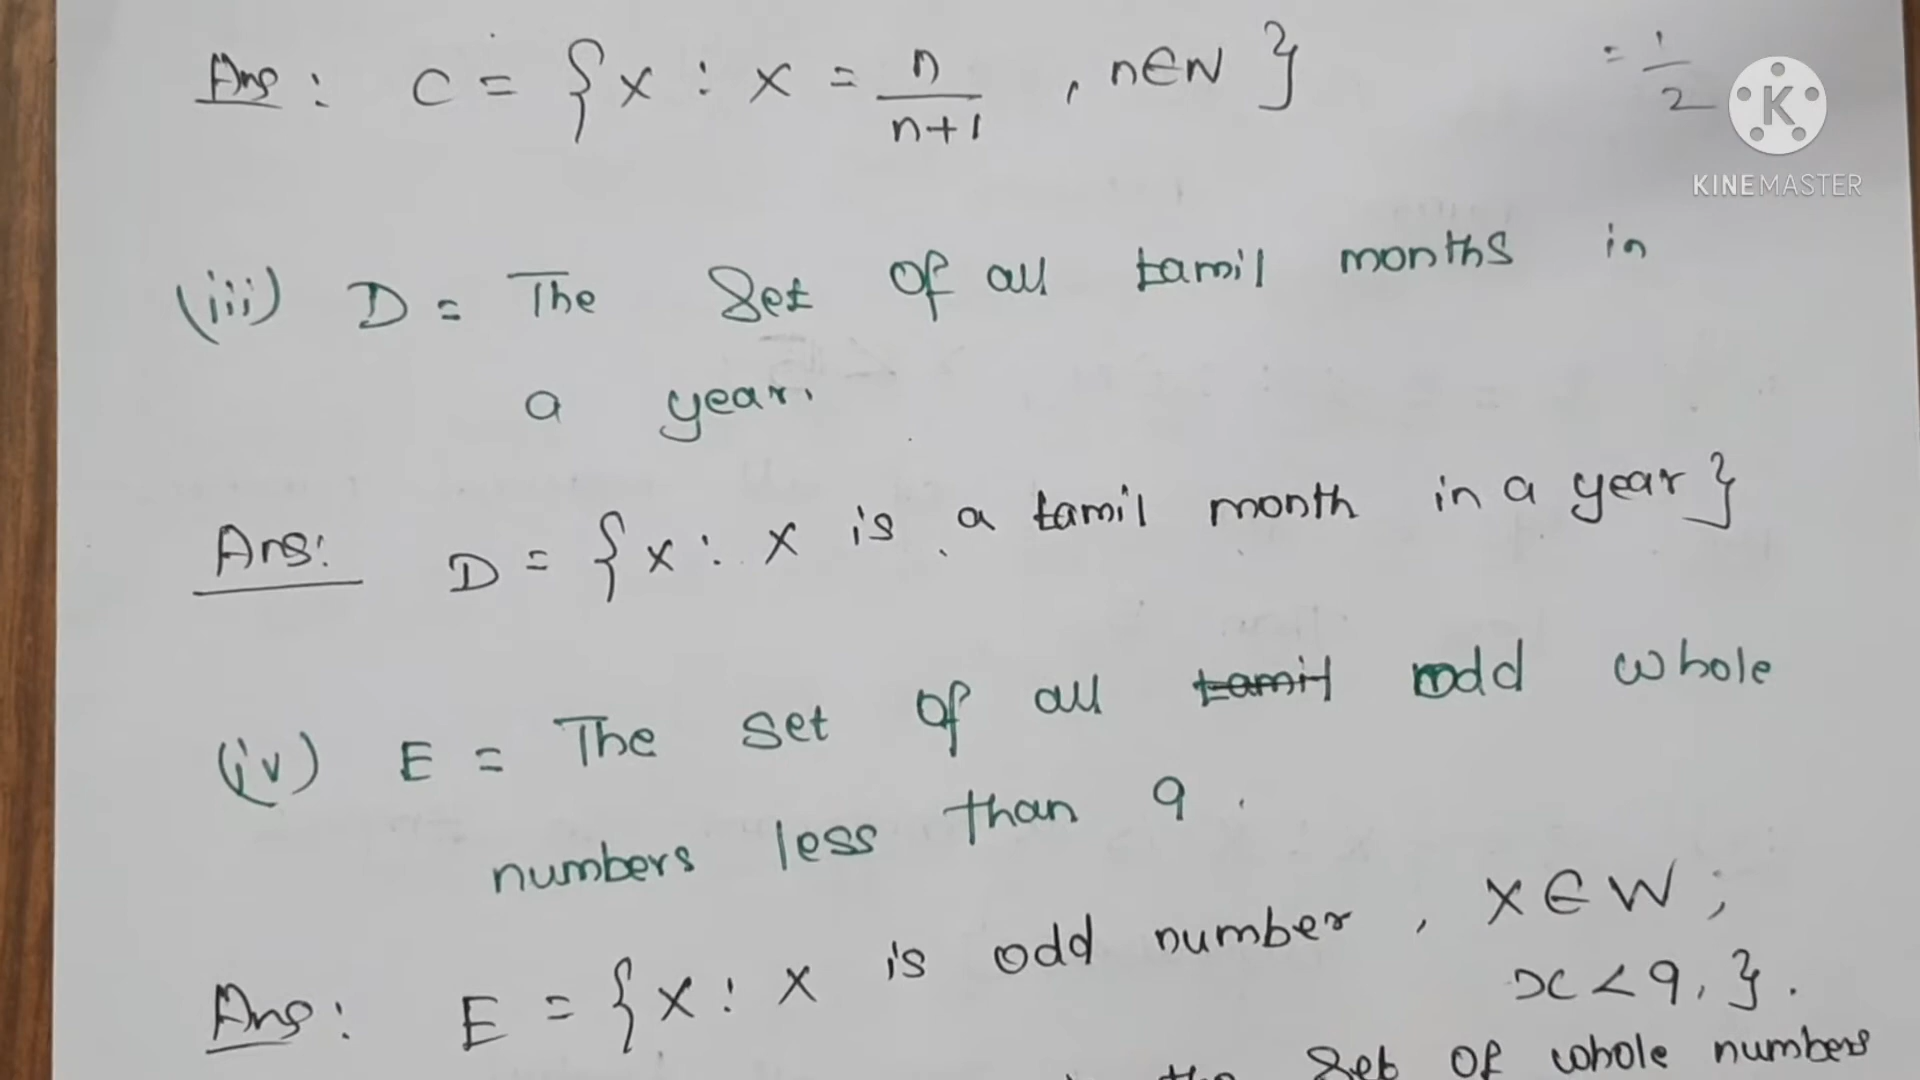 Ans: C = { x : x = n/n+1 , n∈N }
= 1/2
KINEMASTER
(iii) D = The Set Of all tamil months in
a year.
Ans: D = { x : x is a tamil month in a year }
(iv) E = The set of all tamil odd whole
numbers less than 9.
Ans: E = { x : x is odd number, x∈W ;
x < 9, }.
the Set Of whole numbers